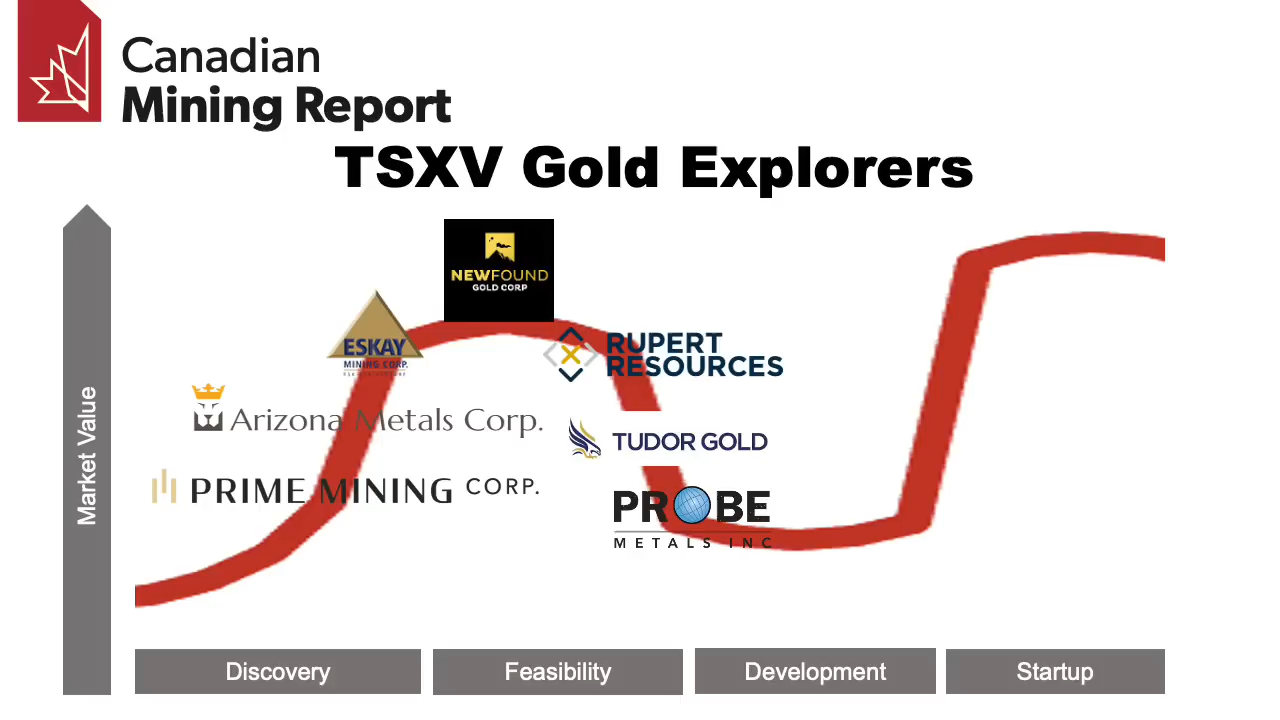 Canadian
Mining Report
TSXV Gold Explorers
NEWFOUND
GOLD CORP
ESKAY
MINING CORP.
RUPERT
RESOURCES
Arizona Metals Corp.
TUDOR GOLD
PRIME MINING CORP.
PROBE
METALS INC
Market Value
Discovery
Feasibility
Development
Startup